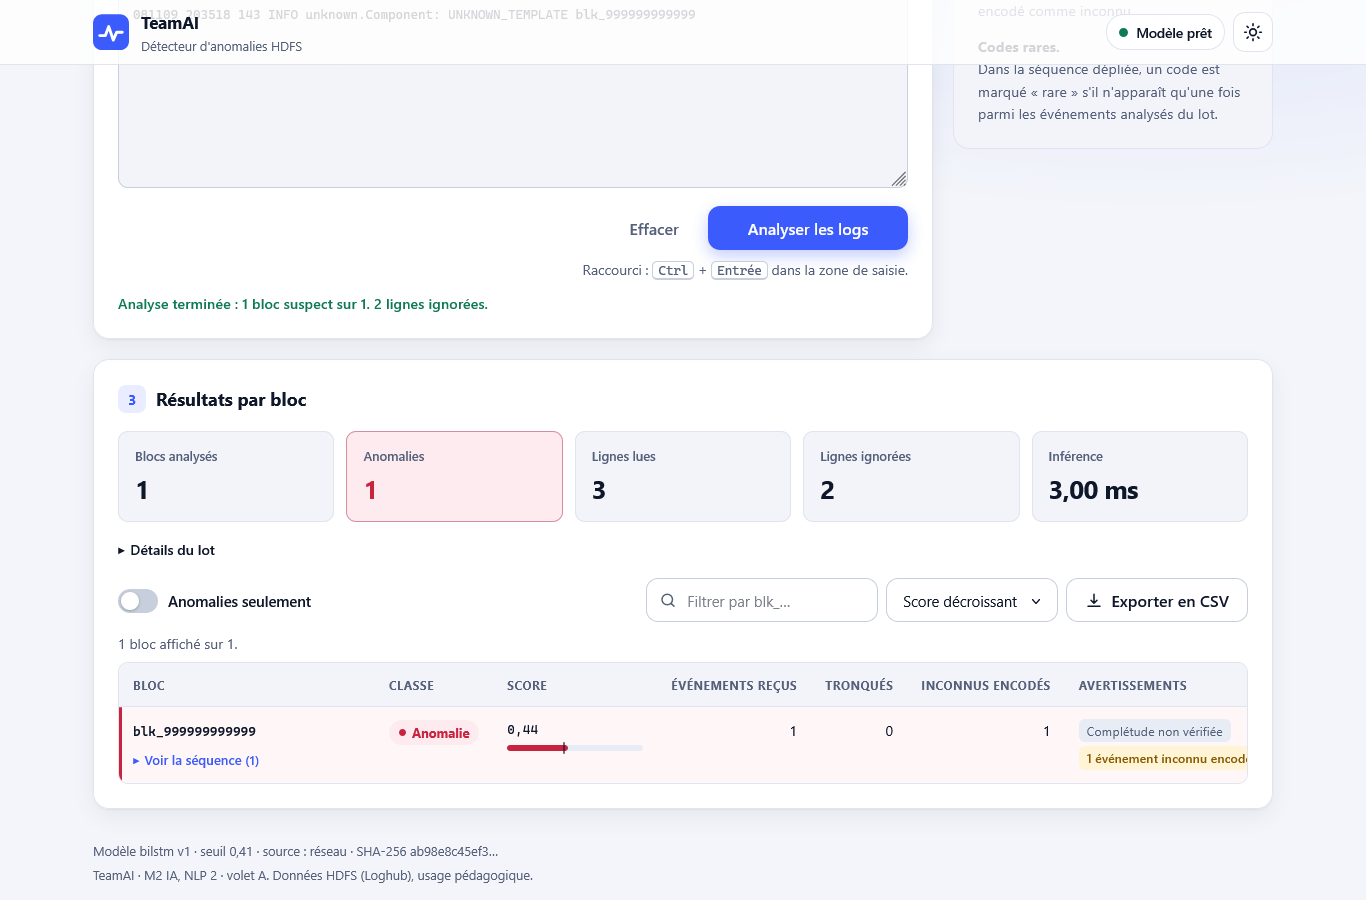 081109 203518 143 INFO unknown.Component: UNKNOWN_TEMPLATE blk_999999999999
TeamAI
Détecteur d'anomalies HDFS
Modèle prêt
encodé comme inconnu.
Codes rares.
Dans la séquence dépliée, un code est
marqué « rare » s'il n'apparaît qu'une fois
parmi les événements analysés du lot.
Effacer
Analyser les logs
Raccourci : Ctrl + Entrée dans la zone de saisie.
Analyse terminée : 1 bloc suspect sur 1. 2 lignes ignorées.
3 Résultats par bloc
Blocs analysés
1
Anomalies
1
Lignes lues
3
Lignes ignorées
2
Inférence
3,00 ms
▸ Détails du lot
Anomalies seulement
Filtrer par blk_...
Score décroissant
Exporter en CSV
1 bloc affiché sur 1.
BLOC CLASSE SCORE ÉVÉNEMENTS REÇUS TRONQUÉS INCONNUS ENCODÉS AVERTISSEMENTS
blk_999999999999 Anomalie 0,44 1 0 1 Complétude non vérifiée
▸ Voir la séquence (1) 1 événement inconnu encodé
Modèle bilstm v1 · seuil 0,41 · source : réseau · SHA-256 ab98e8c45ef3…
TeamAI · M2 IA, NLP 2 · volet A. Données HDFS (Loghub), usage pédagogique.